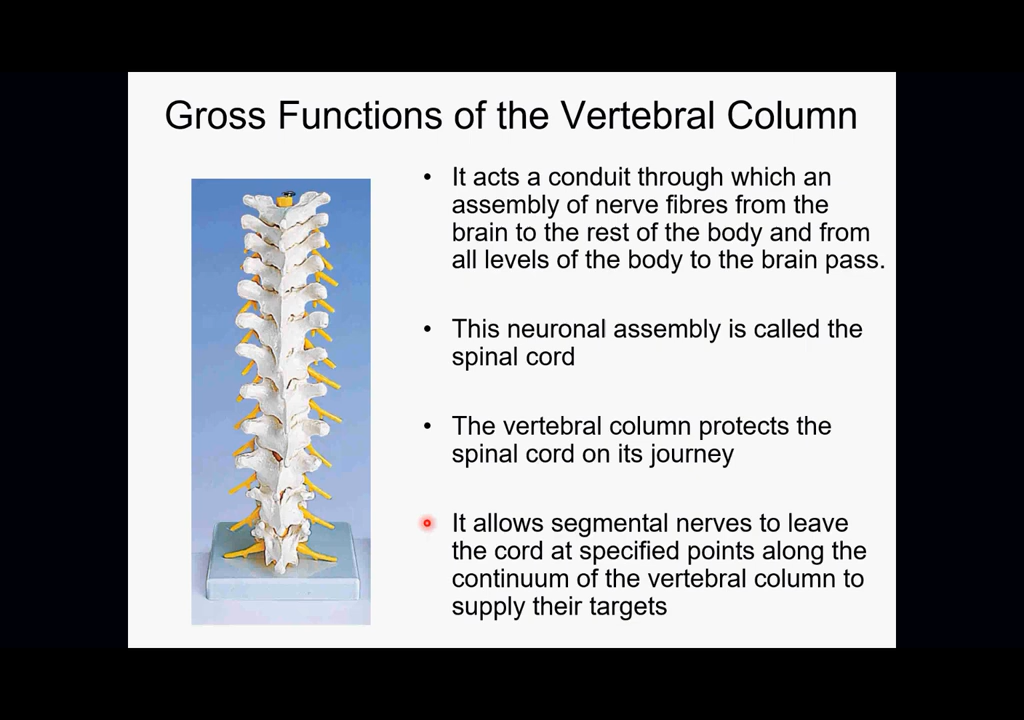 Gross Functions of the Vertebral Column
• It acts a conduit through which an
assembly of nerve fibres from the
brain to the rest of the body and from
all levels of the body to the brain pass.
• This neuronal assembly is called the
spinal cord
• The vertebral column protects the
spinal cord on its journey
• It allows segmental nerves to leave
the cord at specified points along the
continuum of the vertebral column to
supply their targets